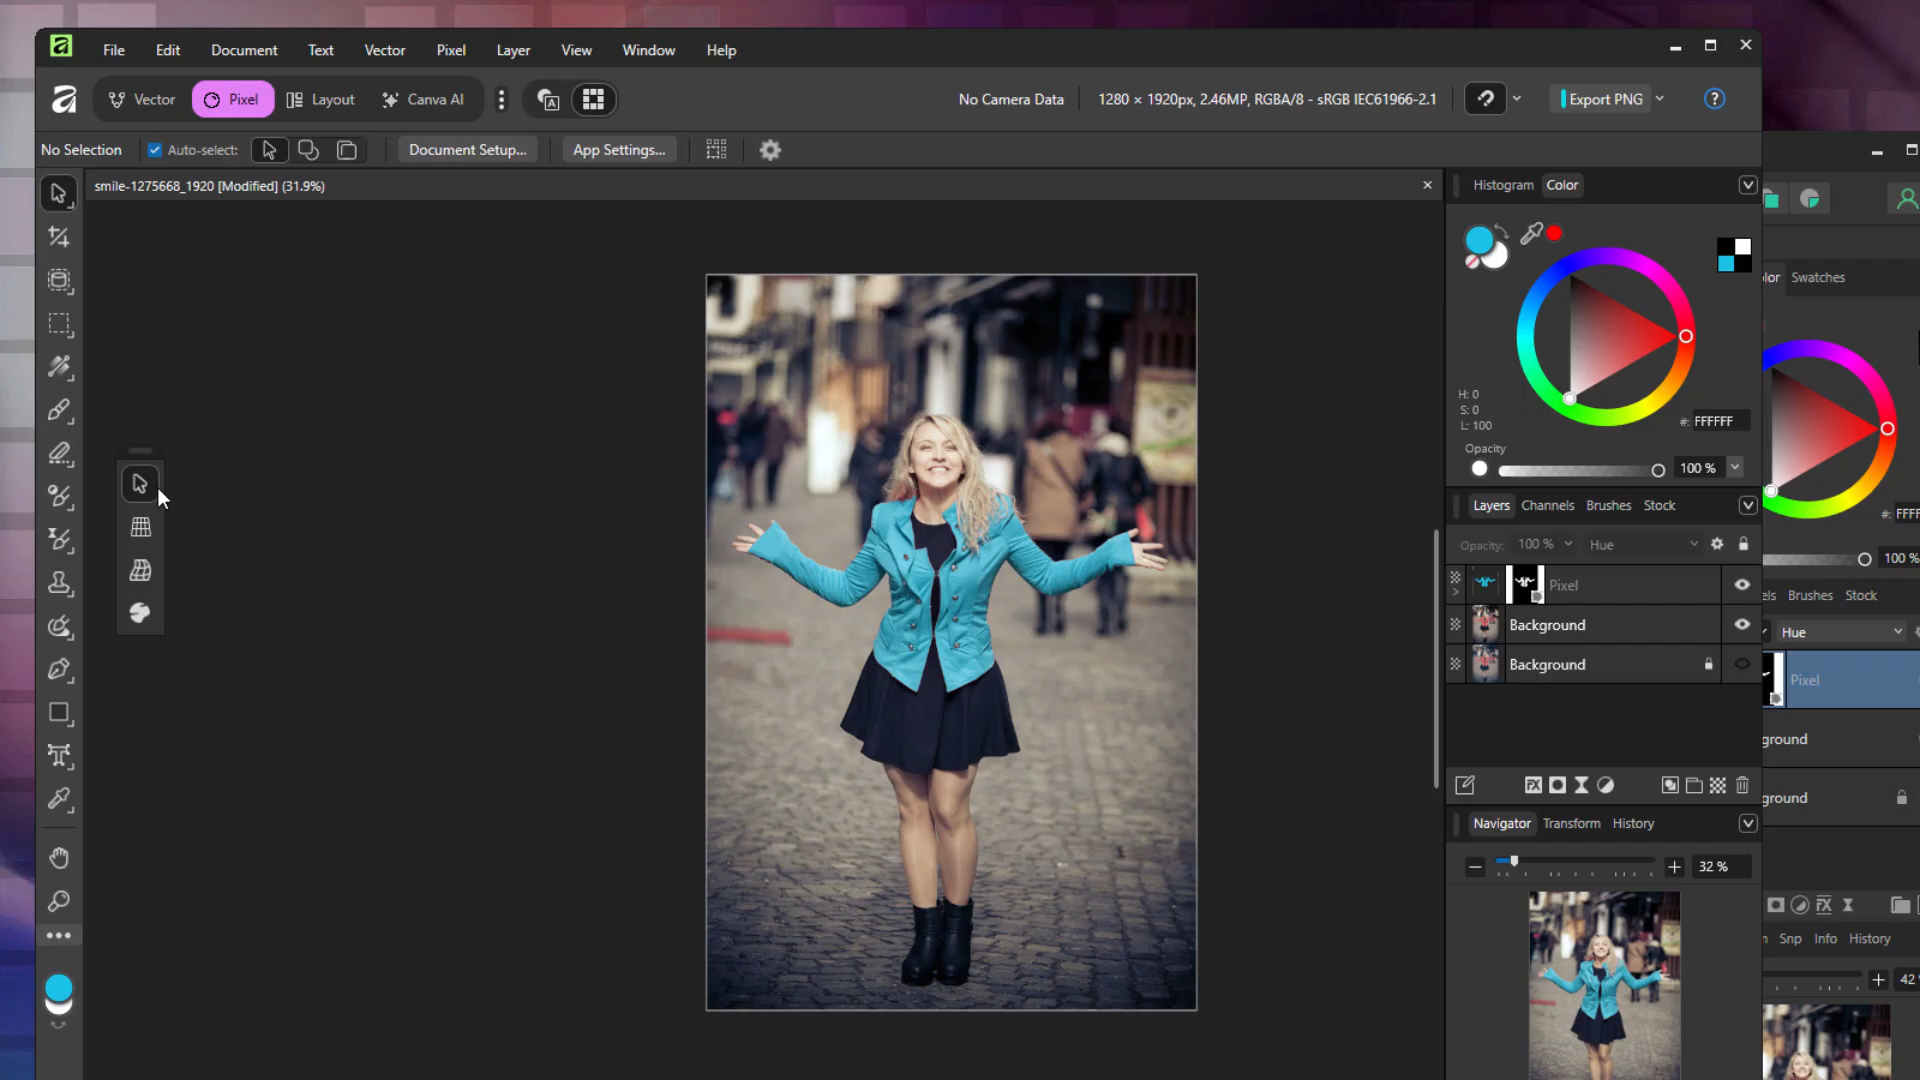 File Edit Document Text Vector Pixel Layer View Window Help
Vector Pixel Layout Canva AI No Camera Data 1280 × 1920px, 2.46MP, RGBA/8 - sRGB IEC61966-2.1 Export PNG ?
No Selection Auto-select: Document Setup... App Settings...
smile-1275668_1920 [Modified] (31.9%)
Histogram Color
H: 0
S: 0
L: 100
#: FFFFFF
Opacity
100 %
Layers Channels Brushes Stock
Opacity: 100 % Hue
Pixel
Background
Background
Navigator Transform History
32 %
Swatches
#: FFFF
100 %
Brushes Stock
Hue
Pixel
ground
ground
Snp Info History
42